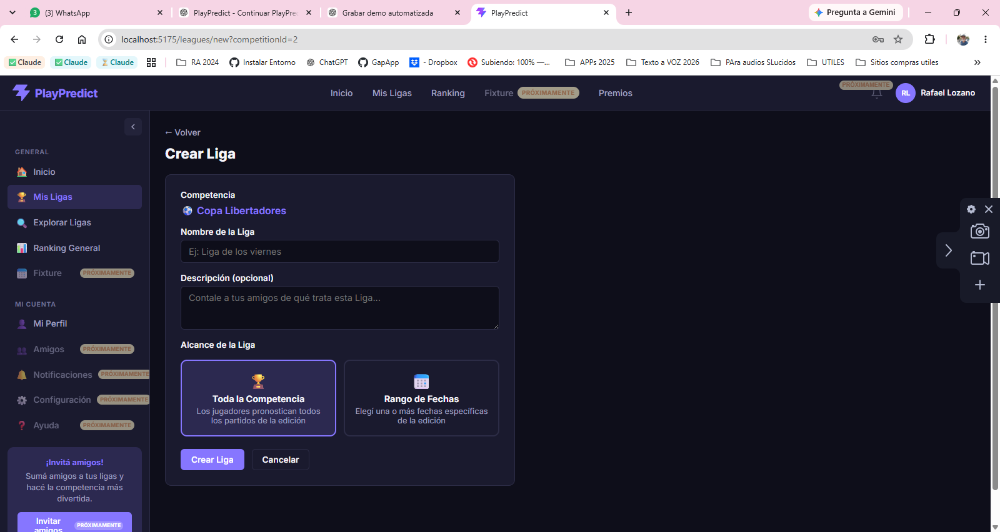 (3) WhatsApp
PlayPredict - Continuar PlayPre
Grabar demo automatizada
PlayPredict
Pregunta a Gemini
localhost:5175/leagues/new?competitionId=2
Claude
Claude
Claude
RA 2024
Instalar Entorno
ChatGPT
GapApp
- Dropbox
Subiendo: 100% —...
APPs 2025
Texto a VOZ 2026
PAra audios SLucidos
UTILES
Sitios compras utiles
PlayPredict
Inicio
Mis Ligas
Ranking
Fixture PRÓXIMAMENTE
Premios
PRÓXIMAMENTE
RL Rafael Lozano
GENERAL
Inicio
Mis Ligas
Explorar Ligas
Ranking General
Fixture PRÓXIMAMENTE
MI CUENTA
Mi Perfil
Amigos PRÓXIMAMENTE
Notificaciones PRÓXIMAMENTE
Configuración PRÓXIMAMENTE
Ayuda PRÓXIMAMENTE
¡Invitá amigos!
Sumá amigos a tus ligas y
hacé la competencia más
divertida.
Invitar
amigos
PRÓXIMAMENTE
← Volver
Crear Liga
Competencia
Copa Libertadores
Nombre de la Liga
Ej: Liga de los viernes
Descripción (opcional)
Contale a tus amigos de qué trata esta Liga...
Alcance de la Liga
Toda la Competencia
Los jugadores pronostican todos
los partidos de la edición
Rango de Fechas
Elegí una o más fechas específicas
de la edición
Crear Liga
Cancelar